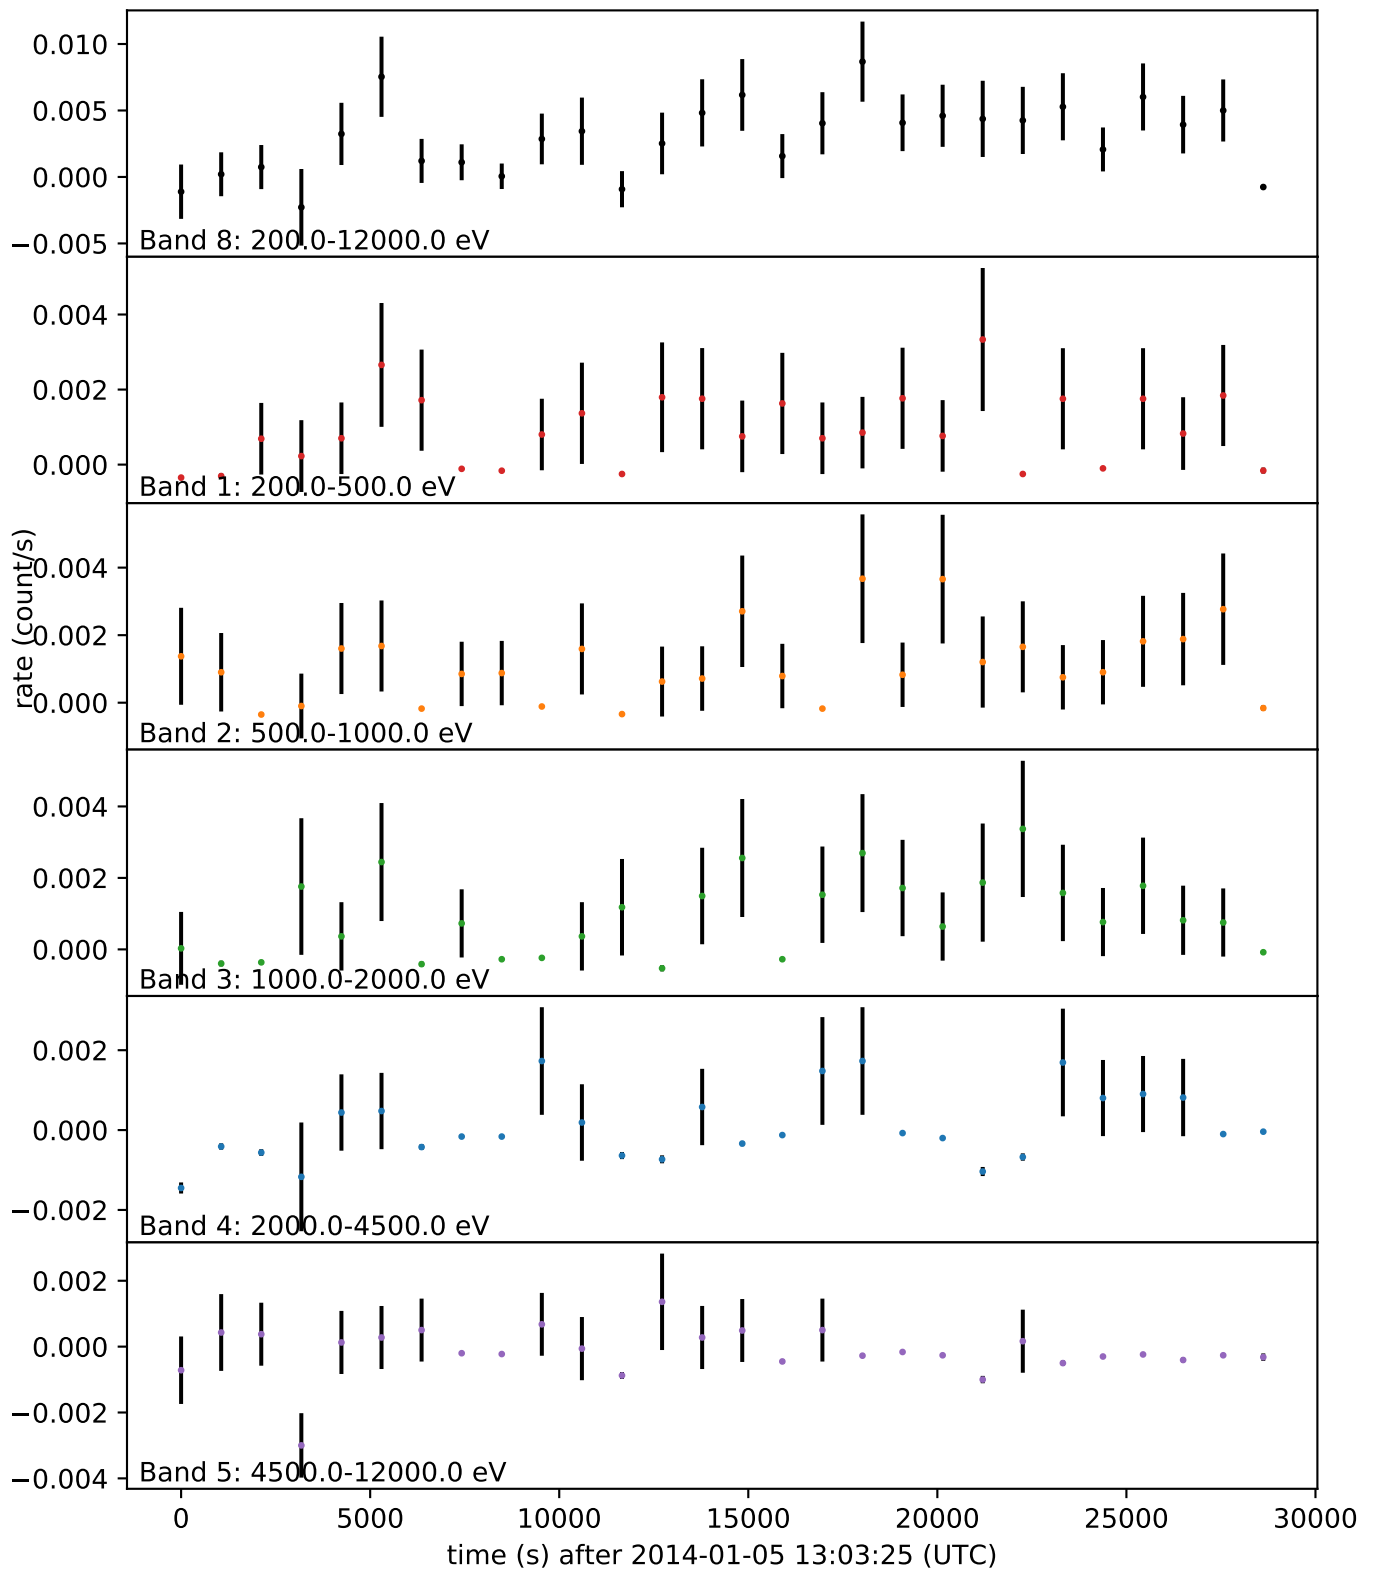 0.010
0.005
0.000
−0.005
Band 8: 200.0-12000.0 eV
0.004
0.002
0.000
Band 1: 200.0-500.0 eV
rate (count/s)
0.004
0.002
0.000
Band 2: 500.0-1000.0 eV
0.004
0.002
0.000
Band 3: 1000.0-2000.0 eV
0.002
0.000
−0.002
Band 4: 2000.0-4500.0 eV
0.002
0.000
−0.002
−0.004
Band 5: 4500.0-12000.0 eV
0 5000 10000 15000 20000 25000 30000
time (s) after 2014-01-05 13:03:25 (UTC)